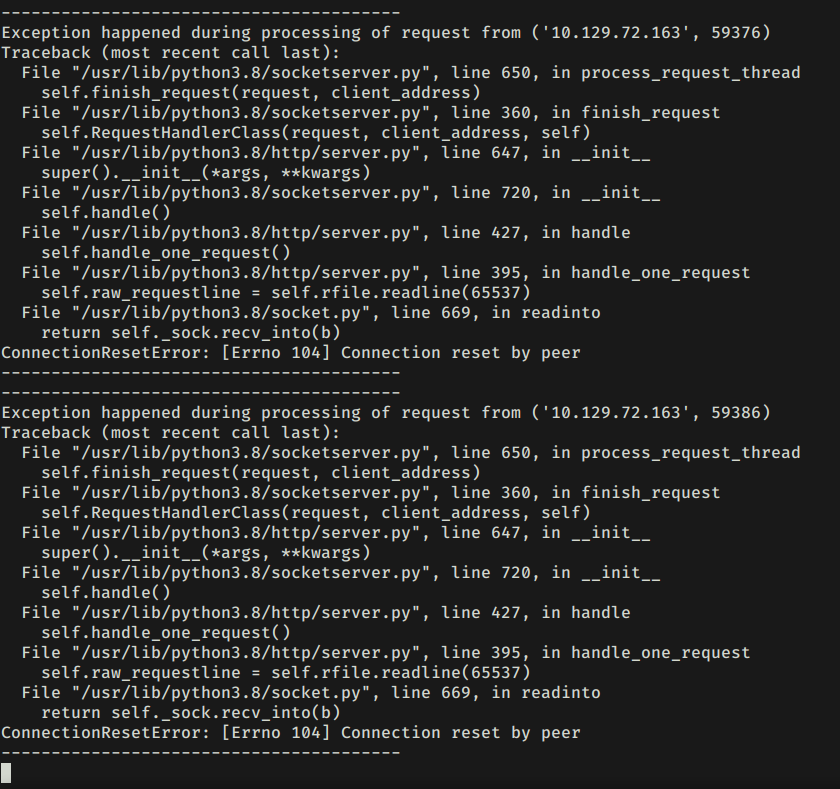 ----------------------------------------
Exception happened during processing of request from ('10.129.72.163', 59376)
Traceback (most recent call last):
  File "/usr/lib/python3.8/socketserver.py", line 650, in process_request_thread
    self.finish_request(request, client_address)
  File "/usr/lib/python3.8/socketserver.py", line 360, in finish_request
    self.RequestHandlerClass(request, client_address, self)
  File "/usr/lib/python3.8/http/server.py", line 647, in __init__
    super().__init__(*args, **kwargs)
  File "/usr/lib/python3.8/socketserver.py", line 720, in __init__
    self.handle()
  File "/usr/lib/python3.8/http/server.py", line 427, in handle
    self.handle_one_request()
  File "/usr/lib/python3.8/http/server.py", line 395, in handle_one_request
    self.raw_requestline = self.rfile.readline(65537)
  File "/usr/lib/python3.8/socket.py", line 669, in readinto
    return self._sock.recv_into(b)
ConnectionResetError: [Errno 104] Connection reset by peer
----------------------------------------
----------------------------------------
Exception happened during processing of request from ('10.129.72.163', 59386)
Traceback (most recent call last):
  File "/usr/lib/python3.8/socketserver.py", line 650, in process_request_thread
    self.finish_request(request, client_address)
  File "/usr/lib/python3.8/socketserver.py", line 360, in finish_request
    self.RequestHandlerClass(request, client_address, self)
  File "/usr/lib/python3.8/http/server.py", line 647, in __init__
    super().__init__(*args, **kwargs)
  File "/usr/lib/python3.8/socketserver.py", line 720, in __init__
    self.handle()
  File "/usr/lib/python3.8/http/server.py", line 427, in handle
    self.handle_one_request()
  File "/usr/lib/python3.8/http/server.py", line 395, in handle_one_request
    self.raw_requestline = self.rfile.readline(65537)
  File "/usr/lib/python3.8/socket.py", line 669, in readinto
    return self._sock.recv_into(b)
ConnectionResetError: [Errno 104] Connection reset by peer
----------------------------------------